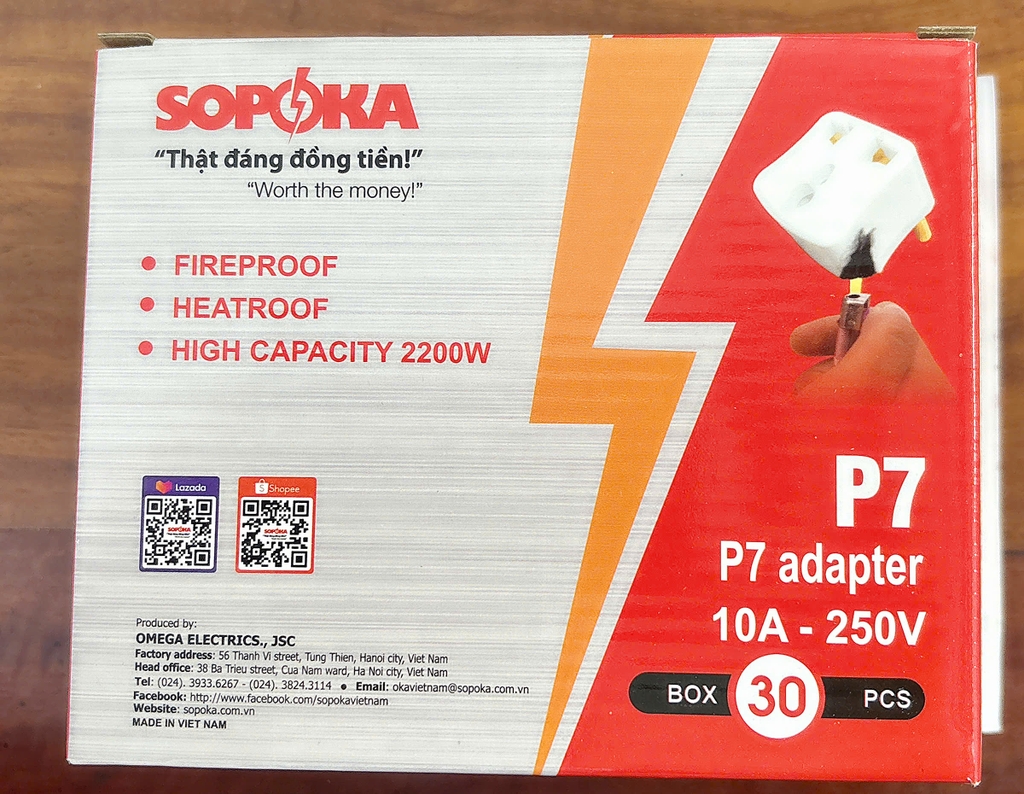 SOPOKA
“Thật đáng đồng tiền!”
“Worth the money!”
FIREPROOF
HEATROOF
HIGH CAPACITY 2200W
Lazada
Shopee
SOPOKA
SOPOKA
P7
P7 adapter
10A - 250V
BOX 30 PCS
Produced by:
OMEGA ELECTRICS., JSC
Factory address: 56 Thanh Vi street, Tung Thien, Hanoi city, Viet Nam
Head office: 38 Ba Trieu street, Cua Nam ward, Ha Noi city, Viet Nam
Tel: (024). 3933.6267 - (024). 3824.3114 ● Email: okavietnam@sopoka.com.vn
Facebook: http://www.facebook.com/sopokavietnam
Website: sopoka.com.vn
MADE IN VIET NAM